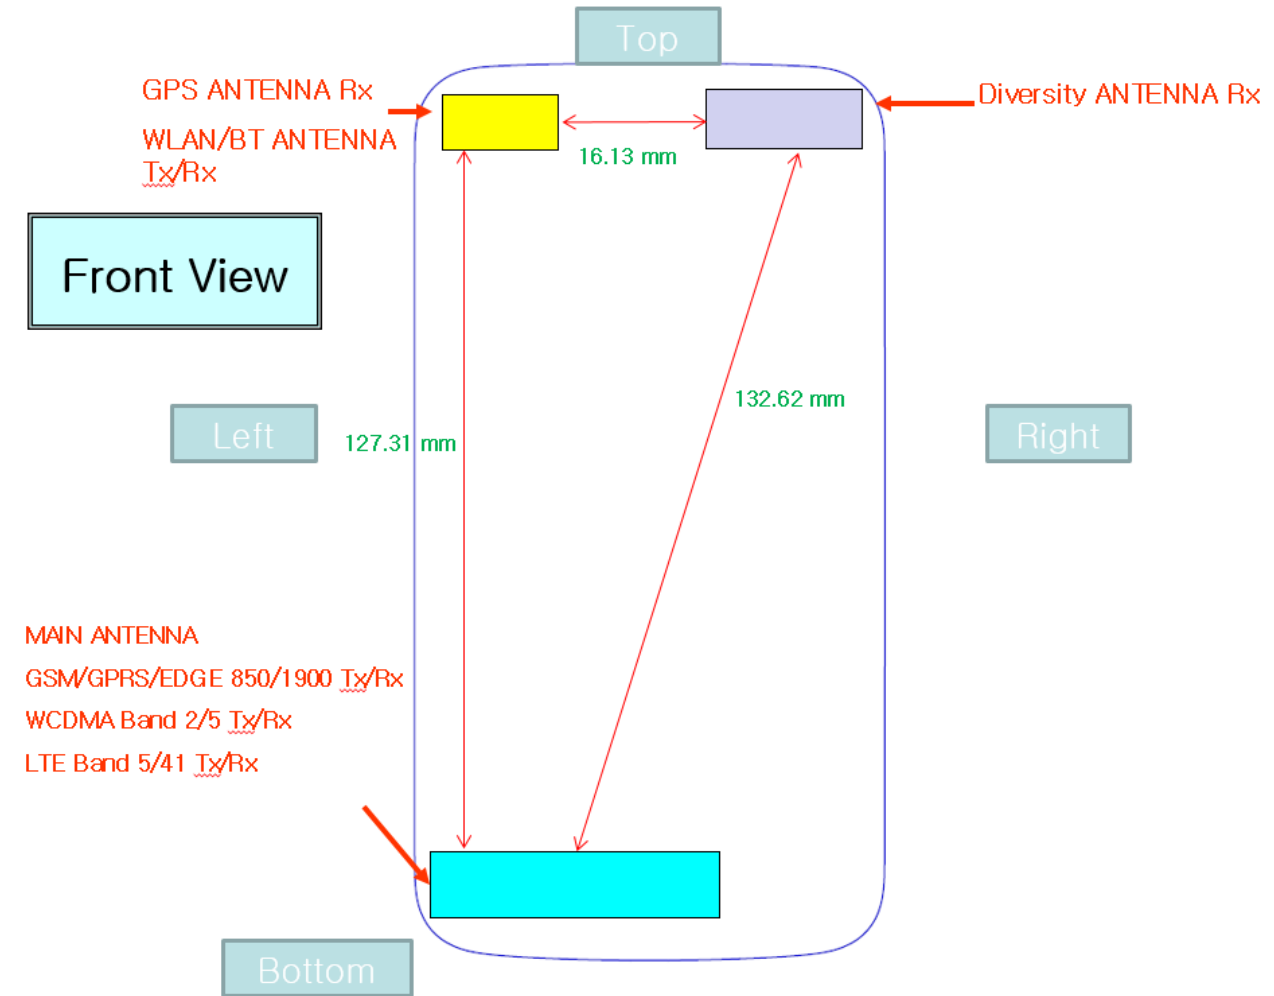 Top
GPS ANTENNA Rx
WLAN/BT ANTENNA
Tx/Rx
Diversity ANTENNA Rx
16.13 mm
Front View
132.62 mm
Left
127.31 mm
Right
MAIN ANTENNA
GSM/GPRS/EDGE 850/1900 Tx/Rx
WCDMA Band 2/5 Tx/Rx
LTE Band 5/41 Tx/Rx
Bottom